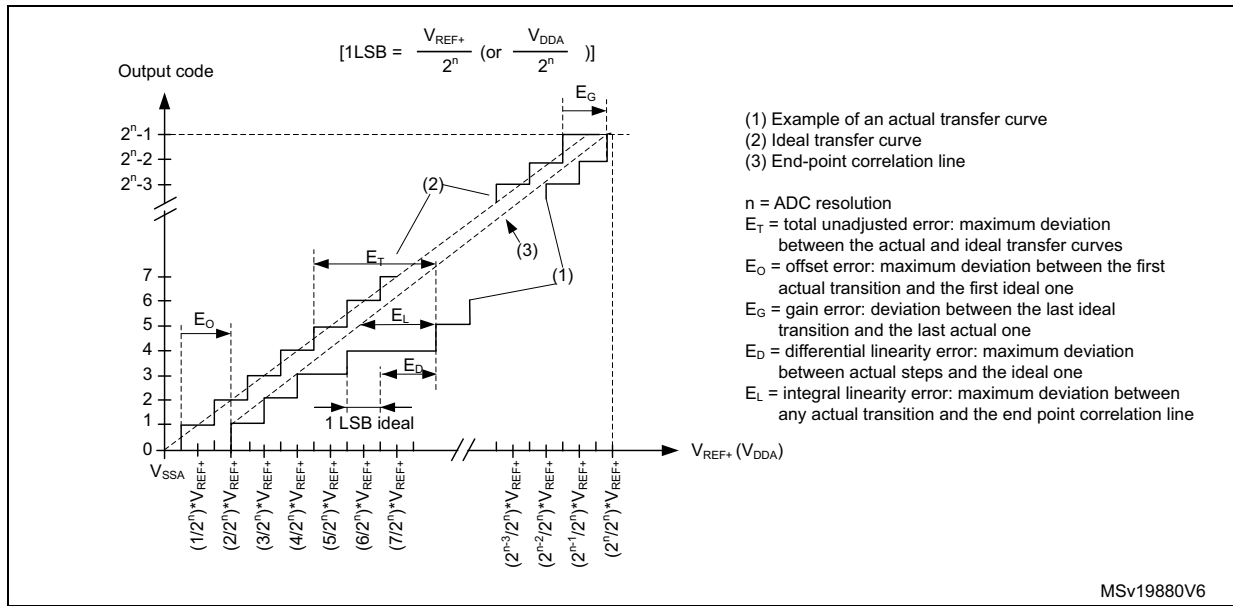 [1LSB = VREF+ / 2ⁿ (or VDDA / 2ⁿ )]
Output code
EG
2ⁿ-1
2ⁿ-2
2ⁿ-3
(2)
(3)
ET
7
6
5
4
3
2
1
0
(1)
EO
EL
ED
1 LSB ideal
VSSA
VREF+ (VDDA)
(1/2ⁿ)*VREF+
(2/2ⁿ)*VREF+
(3/2ⁿ)*VREF+
(4/2ⁿ)*VREF+
(5/2ⁿ)*VREF+
(6/2ⁿ)*VREF+
(7/2ⁿ)*VREF+
(2ⁿ⁻³/2ⁿ)*VREF+
(2ⁿ⁻²/2ⁿ)*VREF+
(2ⁿ⁻¹/2ⁿ)*VREF+
(2ⁿ/2ⁿ)*VREF+
(1) Example of an actual transfer curve
(2) Ideal transfer curve
(3) End-point correlation line
n = ADC resolution
ET = total unadjusted error: maximum deviation
between the actual and ideal transfer curves
EO = offset error: maximum deviation between the first
actual transition and the first ideal one
EG = gain error: deviation between the last ideal
transition and the last actual one
ED = differential linearity error: maximum deviation
between actual steps and the ideal one
EL = integral linearity error: maximum deviation between
any actual transition and the end point correlation line
MSv19880V6